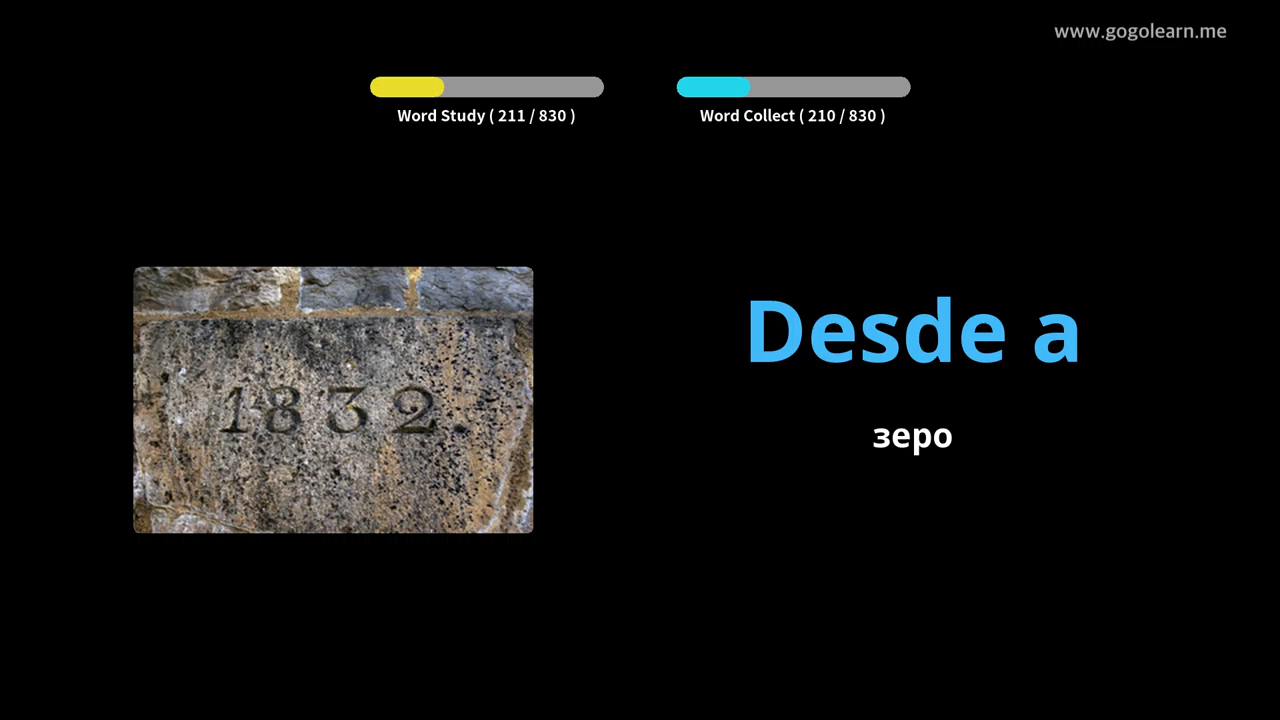 www.gogolearn.me
Word Study ( 211 / 830 )
Word Collect ( 210 / 830 )
1832.
Desde a
зеро